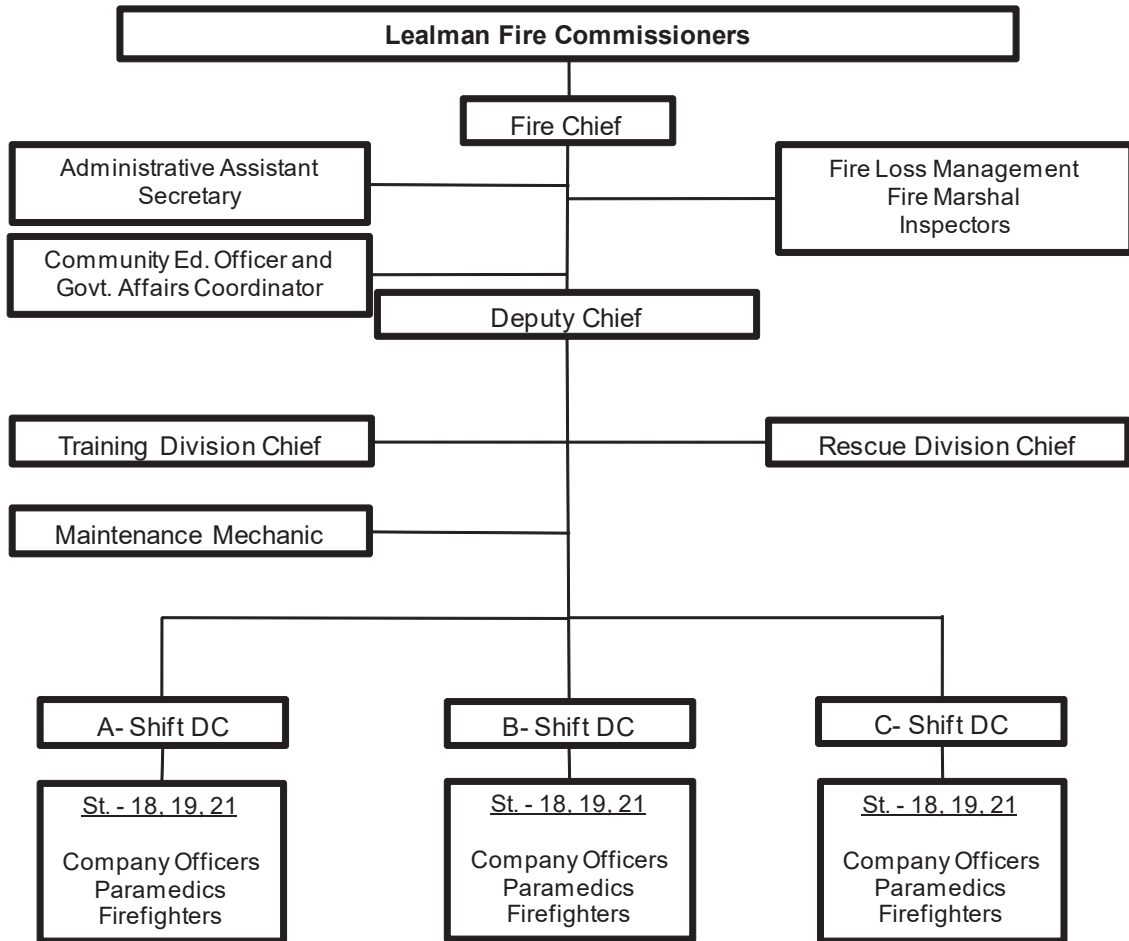 Lealman Fire Commissioners
Fire Chief
Administrative Assistant
Secretary
Fire Loss Management
Fire Marshal
Inspectors
Community Ed. Officer and
Govt. Affairs Coordinator
Deputy Chief
Training Division Chief
Rescue Division Chief
Maintenance Mechanic
A- Shift DC
B- Shift DC
C- Shift DC
St. - 18, 19, 21
Company Officers
Paramedics
Firefighters
St. - 18, 19, 21
Company Officers
Paramedics
Firefighters
St. - 18, 19, 21
Company Officers
Paramedics
Firefighters